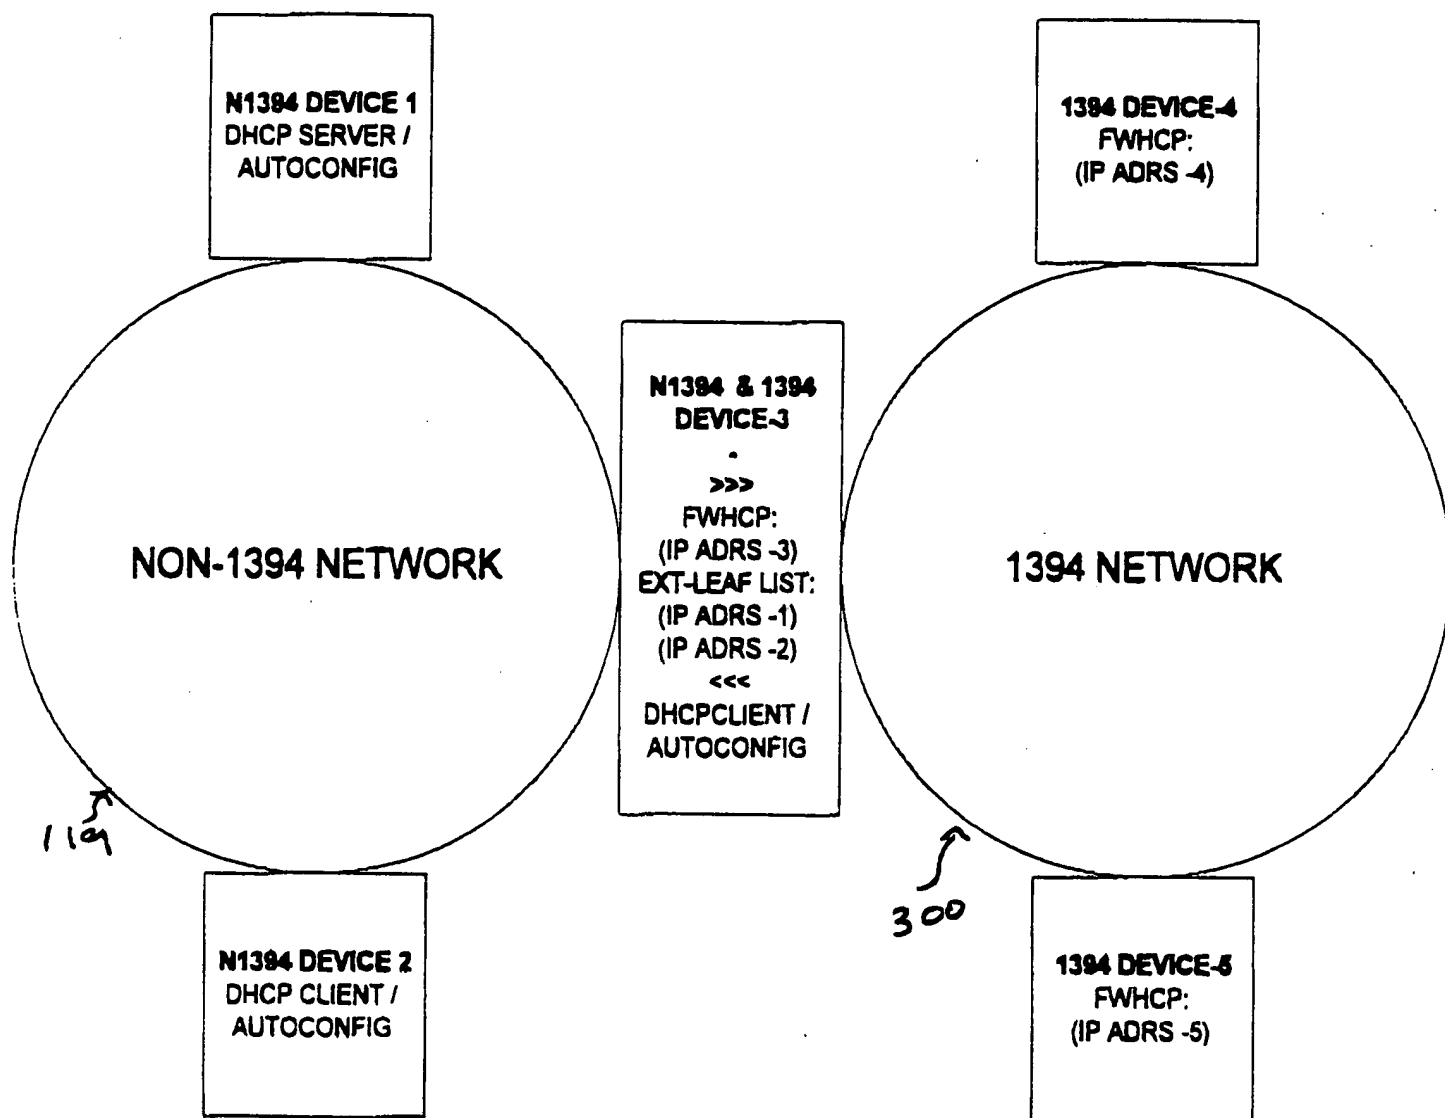 N1394 DEVICE 1
DHCP SERVER /
AUTOCONFIG
1394 DEVICE-4
FWHCP:
(IP ADRS -4)
N1394 & 1394
DEVICE-3
>>>
FWHCP:
(IP ADRS -3)
EXT-LEAF LIST:
(IP ADRS -1)
(IP ADRS -2)
<<<
DHCPCLIENT /
AUTOCONFIG
NON-1394 NETWORK
1394 NETWORK
119
300
N1394 DEVICE 2
DHCP CLIENT /
AUTOCONFIG
1394 DEVICE-5
FWHCP:
(IP ADRS -5)